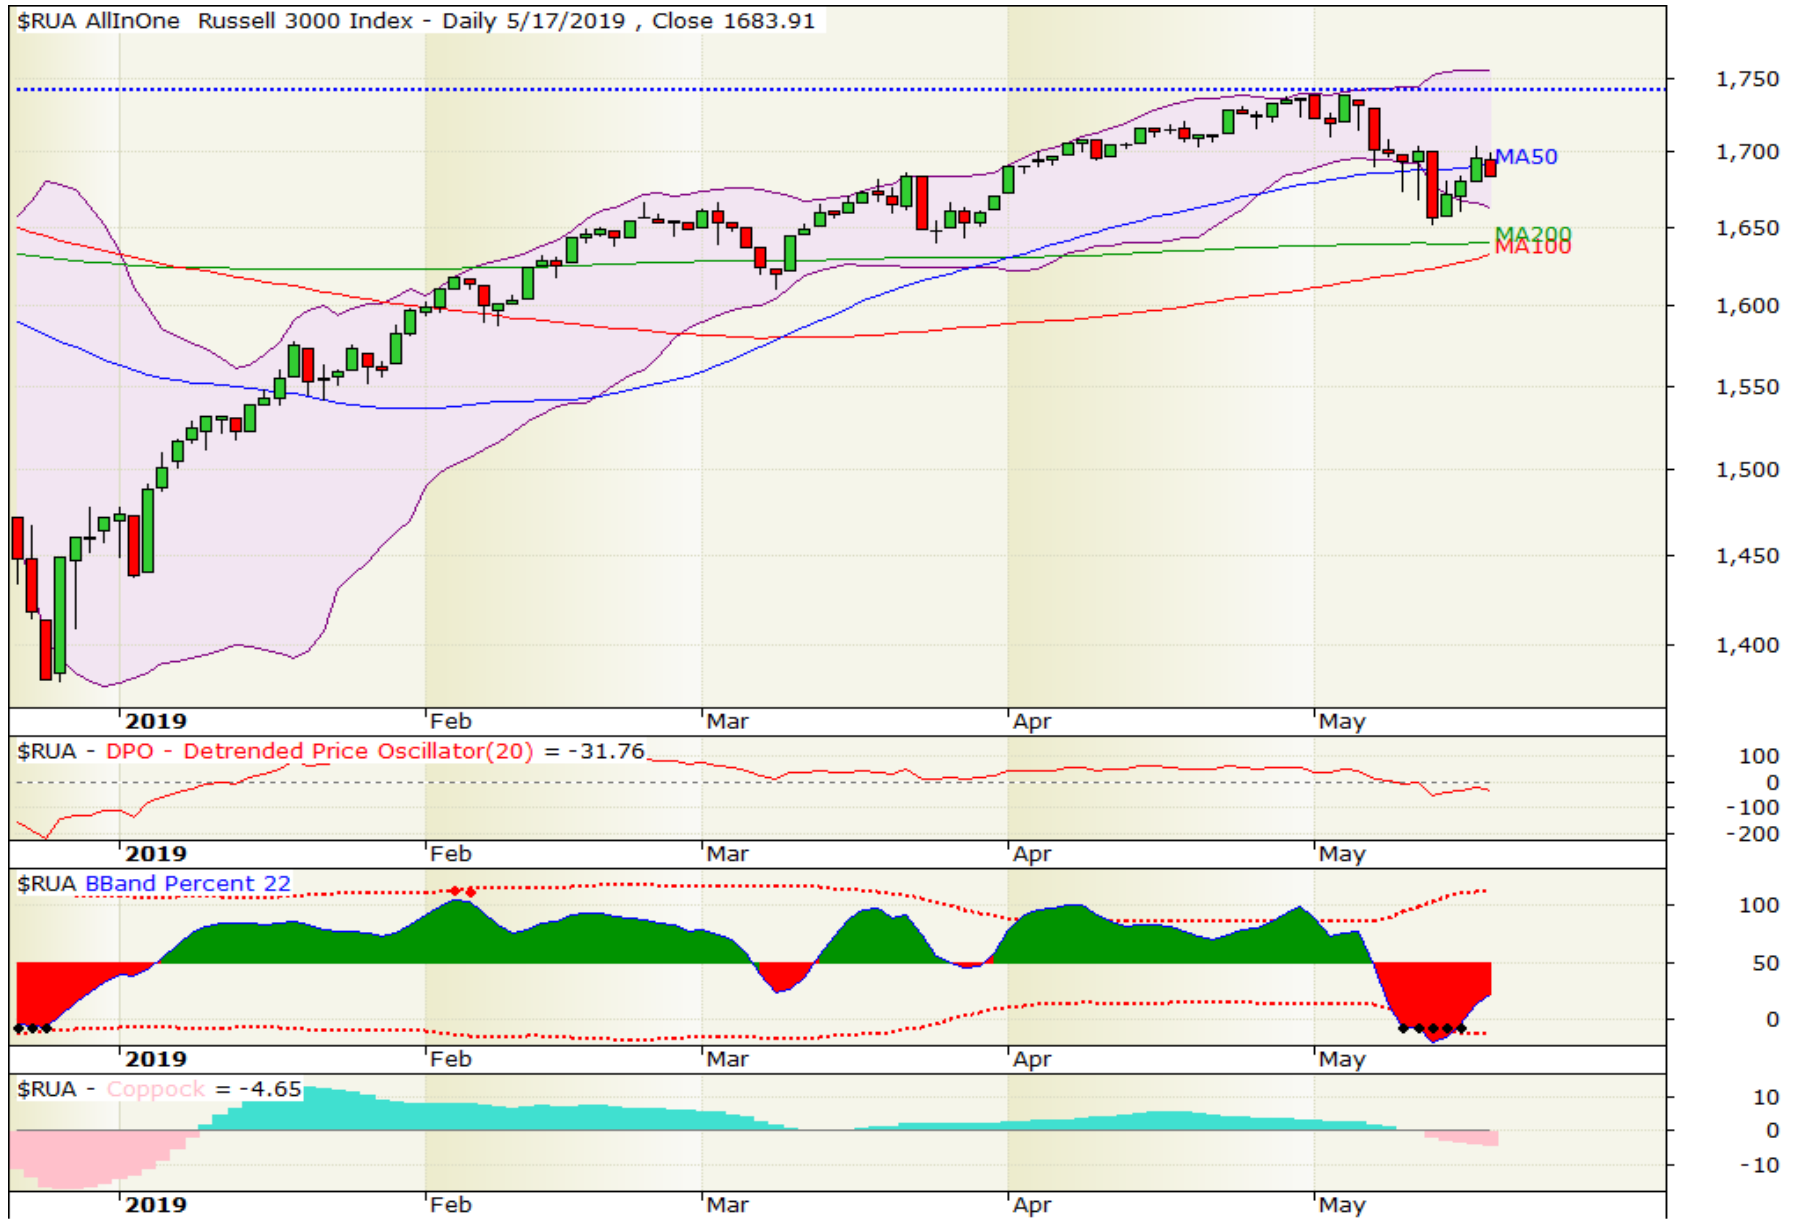 $RUA AllInOne  Russell 3000 Index - Daily 5/17/2019 , Close 1683.91
1,750
1,700
MA50
1,650
MA200
MA100
1,600
1,550
1,500
1,450
1,400
2019 Feb Mar Apr May
$RUA - DPO - Detrended Price Oscillator(20) = -31.76
100
0
-100
-200
2019 Feb Mar Apr May
$RUA BBand Percent 22
100
50
0
2019 Feb Mar Apr May
$RUA - Coppock = -4.65
10
0
-10
2019 Feb Mar Apr May